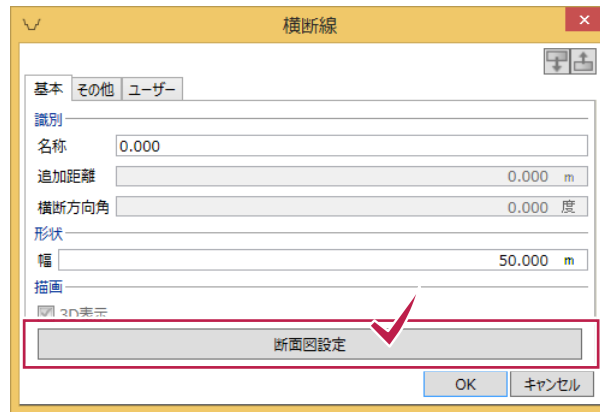 横断線
基本 その他 ユーザー
識別
名称 0.000
追加距離 0.000 m
横断方向角 0.000 度
形状
幅 50.000 m
描画
3D表示
断面図設定
OK キャンセル